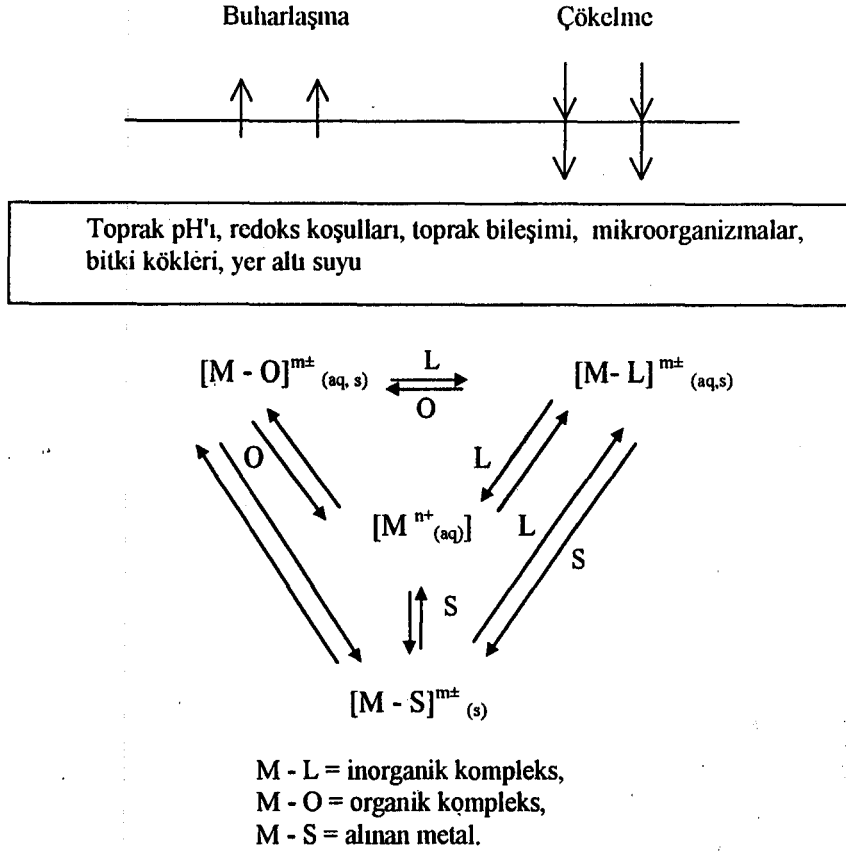 Buharlaşma Çökelme
Toprak pH'ı, redoks koşulları, toprak bileşimi, mikroorganizmalar,
bitki kökleri, yer altı suyu
[M - O]m± (aq, s) L [M- L] m± (aq,s)
O
O L
[M n+ (aq)] L
S
S
[M - S]m± (s)
M - L = inorganik kompleks,
M - O = organik kompleks,
M - S = alınan metal.